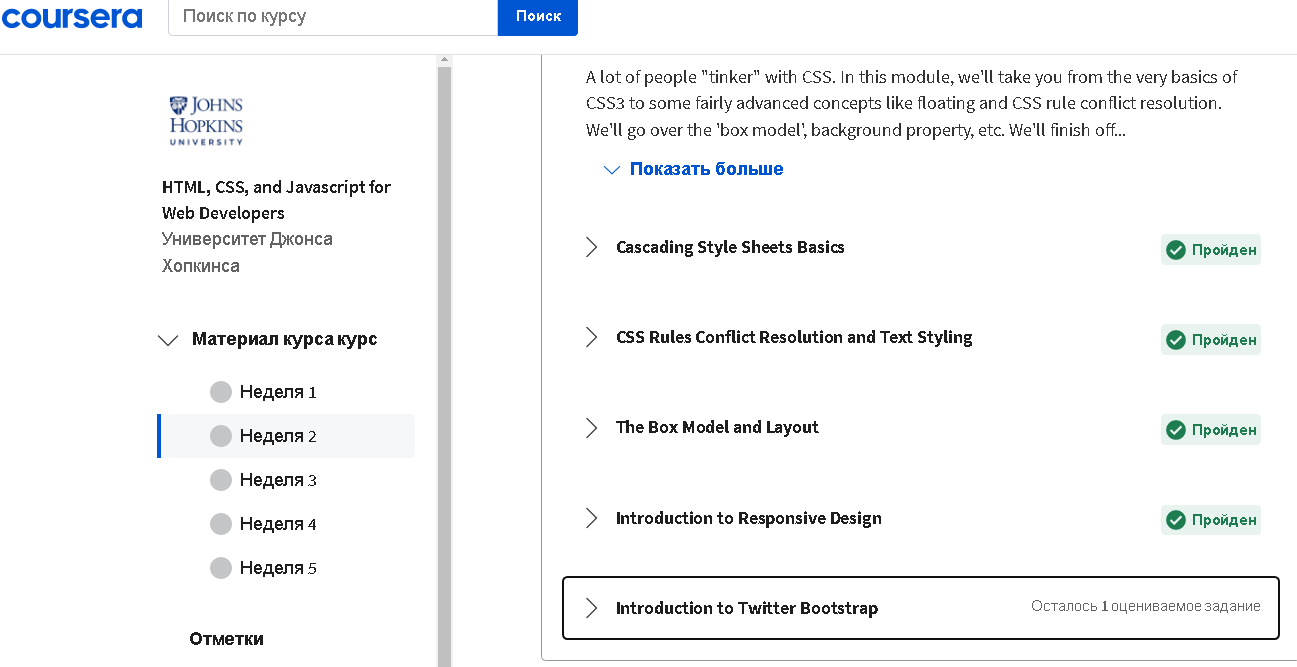 coursera
Поиск по курсу
Поиск
JOHNS
HOPKINS
UNIVERSITY
HTML, CSS, and Javascript for
Web Developers
Университет Джонса
Хопкинса
Материал курса курс
Неделя 1
Неделя 2
Неделя 3
Неделя 4
Неделя 5
Отметки
A lot of people "tinker" with CSS. In this module, we'll take you from the very basics of
CSS3 to some fairly advanced concepts like floating and CSS rule conflict resolution.
We'll go over the 'box model', background property, etc. We'll finish off...
Показать больше
Cascading Style Sheets Basics
Пройден
CSS Rules Conflict Resolution and Text Styling
Пройден
The Box Model and Layout
Пройден
Introduction to Responsive Design
Пройден
Introduction to Twitter Bootstrap
Осталось 1 оцениваемое задание